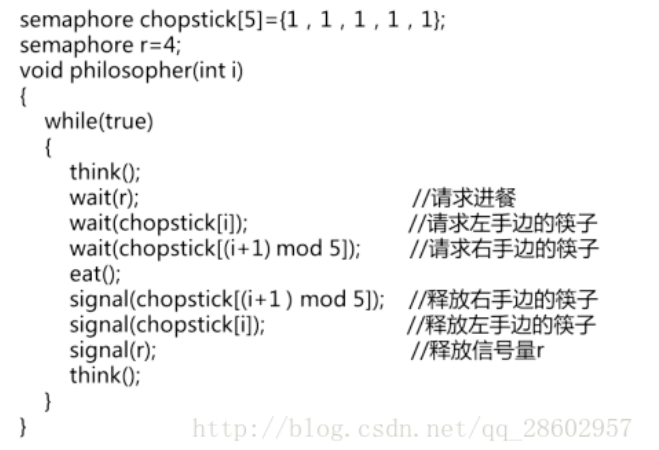 semaphore chopstick[5]={1 , 1 , 1 , 1 , 1};
semaphore r=4;
void philosopher(int i)
{
while(true)
{
think();
wait(r); //请求进餐
wait(chopstick[i]); //请求左手边的筷子
wait(chopstick[(i+1) mod 5]); //请求右手边的筷子
eat();
signal(chopstick[(i+1 ) mod 5]); //释放右手边的筷子
signal(chopstick[i]); //释放左手边的筷子
signal(r); //释放信号量r
think();
}
}
http://blog.csdn.net/qq_28602957